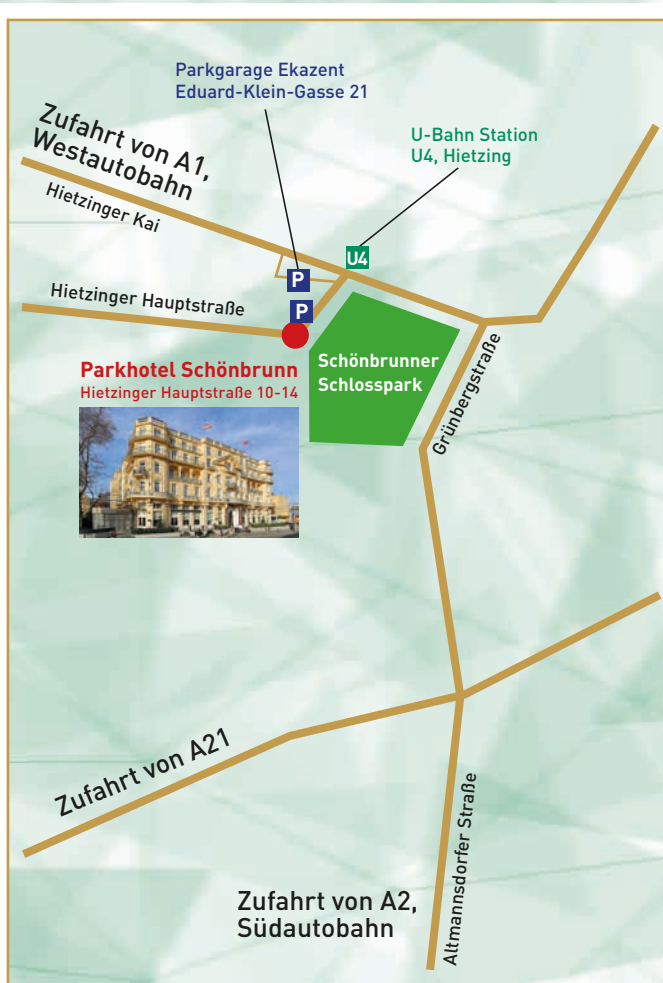 Parkgarage Ekazent
Eduard-Klein-Gasse 21
U-Bahn Station
U4, Hietzing
Zufahrt von A1,
Westautobahn
Hietzinger Kai
U4
P
Hietzinger Hauptstraße
P
Parkhotel Schönbrunn
Hietzinger Hauptstraße 10-14
Schönbrunner
Schlosspark
Grünbergstraße
Zufahrt von A21
Altmannsdorfer Straße
Zufahrt von A2,
Südautobahn